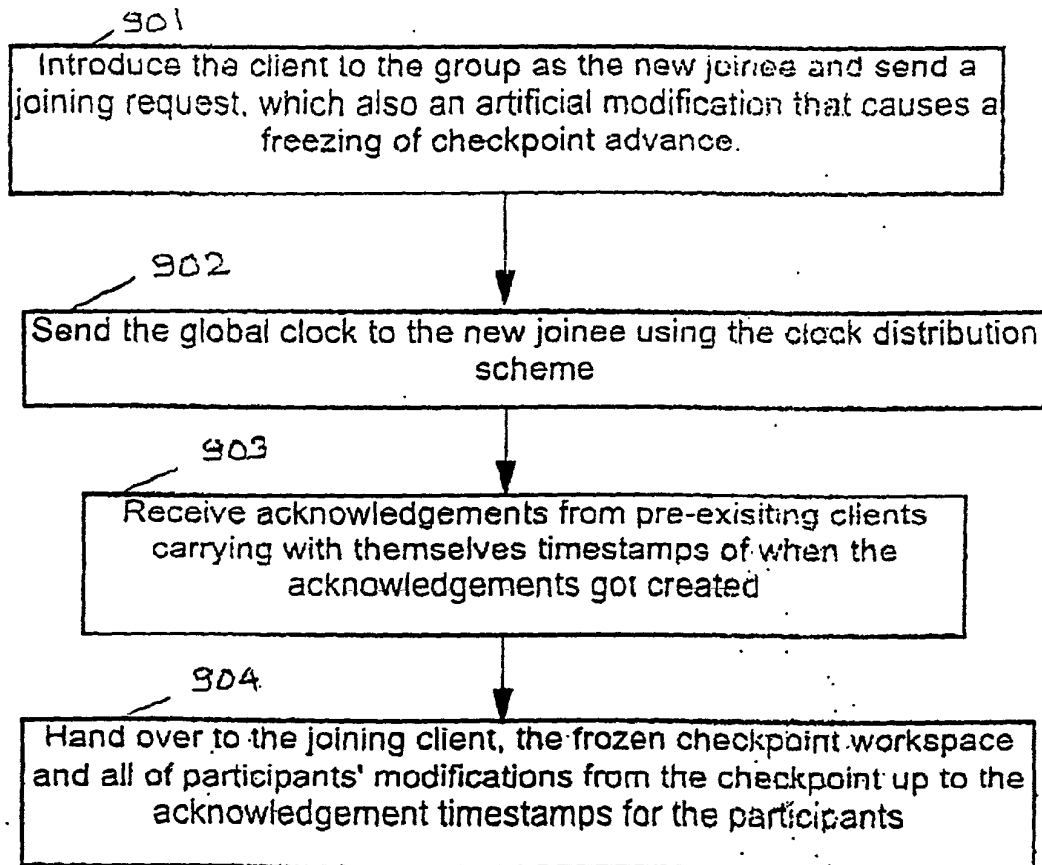 901
Introduce the client to the group as the new joinee and send a
joining request, which also an artificial modification that causes a
freezing of checkpoint advance.
902
Send the global clock to the new joinee using the clock distribution
scheme
903
Receive acknowledgements from pre-exisiting clients
carrying with themselves timestamps of when the
acknowledgements got created
904
Hand over to the joining client, the frozen checkpoint workspace
and all of participants' modifications from the checkpoint up to the
acknowledgement timestamps for the participants